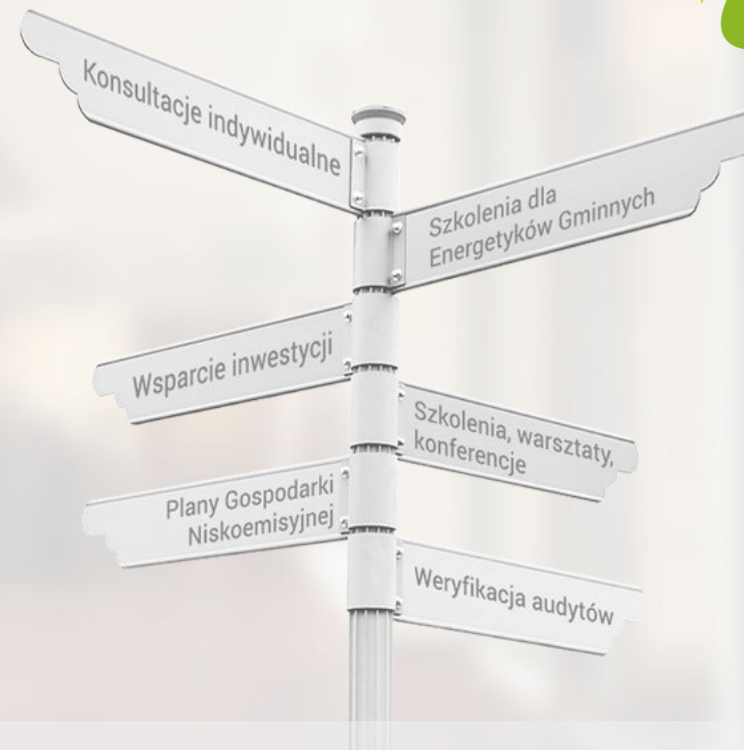 Konsultacje indywidualne
Szkolenia dla
Energetyków Gminnych
Wsparcie inwestycji
Szkolenia, warsztaty,
konferencje
Plany Gospodarki
Niskoemisyjnej
Weryfikacja audytów